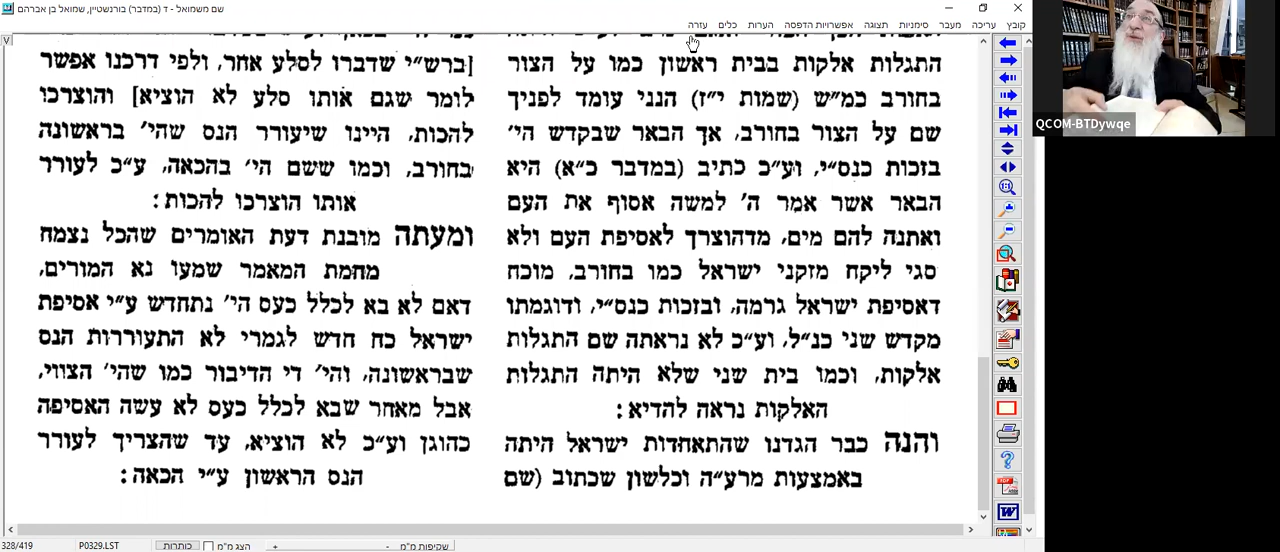 שם משמואל - ד (במדבר) בורנשטיין, שמואל בן אברהם
קובץ עריכה מעבר סימניות תצוגה אפשרויות הדפסה הערות כלים עזרה
התגלות אלקות בבית ראשון כמו על הצור
בחורב כמ"ש (שמות י"ז) הנני עומד לפניך
שם על הצור בחורב, אך הבאר שבקדש הי'
בזכות כנס"י, וע"כ כתיב (במדבר כ"א) היא
הבאר אשר אמר ה' למשה אסוף את העם
ואתנה להם מים, מדהוצרך לאסיפת העם ולא
סגי ליקח מזקני ישראל כמו בחורב, מוכח
דאסיפת ישראל גרמה, ובזכות כנס"י, ודוגמתו
מקדש שני כנ"ל, וע"כ לא נראתה שם התגלות
אלקות, וכמו בית שני שלא היתה התגלות
האלקות נראה להדיא:
והנה כבר הגדנו שהתאחדות ישראל היתה
באמצעות מרע"ה וכלשון שכתוב (שם
[ברש"י שדברו לסלע אחר, ולפי דרכנו אפשר
לומר שגם אותו סלע לא הוציא] והוצרכו
להכות, היינו שיעורר הנס שהי' בראשונה
בחורב, וכמו ששם הי' בהכאה, ע"כ לעורר
אותו הוצרכו להכות:
ומעתה מובנת דעת האומרים שהכל נצמח
מחמת המאמר שמעו נא המורים,
דאם לא בא לכלל כעס הי' נתחדש ע"י אסיפת
ישראל כח חדש לגמרי לא התעוררות הנס
שבראשונה, והי' די הדיבור כמו שהי' הצווי,
אבל מאחר שבא לכלל כעס לא עשה האסיפה
כהוגן וע"כ לא הוציא, עד שהצריך לעורר
הנס הראשון ע"י הכאה:
QCOM-BTDywqe
328/419 P0329.LST כותרות הצג מ"מ + - שקיפות מ"מ